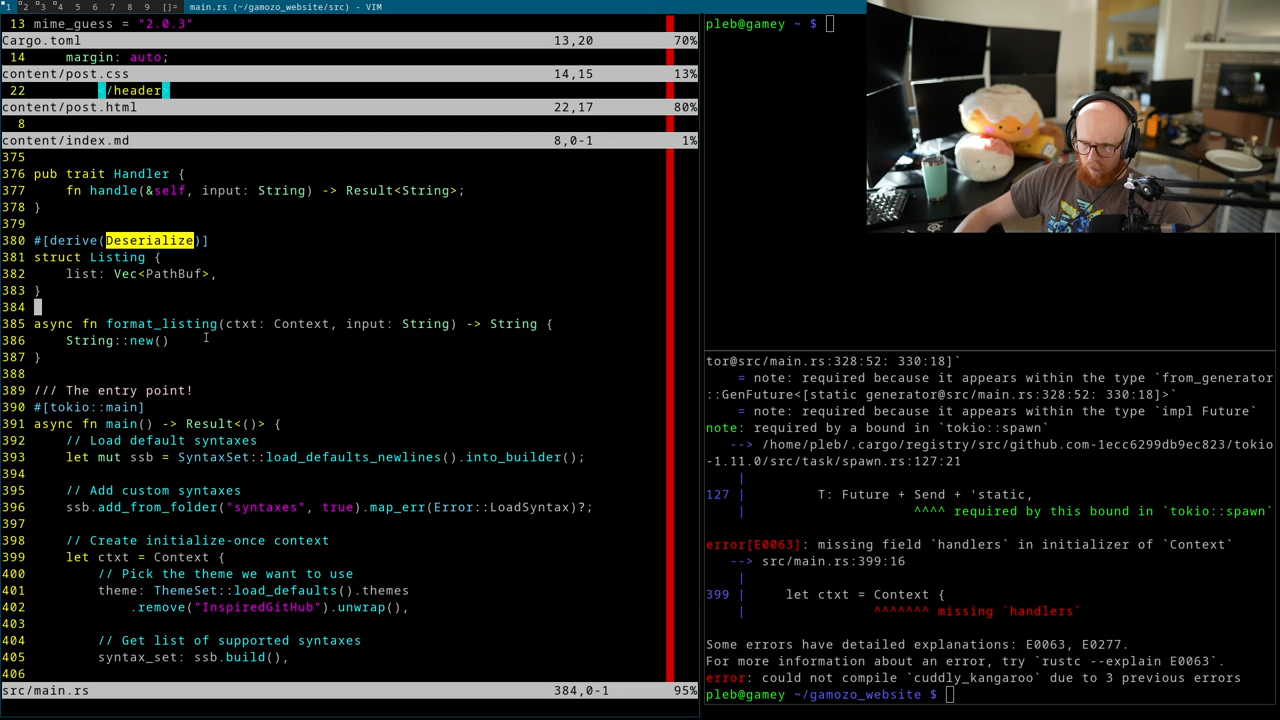 1 2 3 4 5 6 7 8 9 []= main.rs (~/gamozo_website/src) - VIM
13 mime_guess = "2.0.3"
Cargo.toml 13,20 70%
14 margin: auto;
content/post.css 14,15 13%
22 </header>
content/post.html 22,17 80%
8
content/index.md 8,0-1 1%
375
376 pub trait Handler {
377 fn handle(&self, input: String) -> Result<String>;
378 }
379
380 #[derive(Deserialize)]
381 struct Listing {
382 list: Vec<PathBuf>,
383 }
384
385 async fn format_listing(ctxt: Context, input: String) -> String {
386 String::new()
387 }
388
389 /// The entry point!
390 #[tokio::main]
391 async fn main() -> Result<()> {
392 // Load default syntaxes
393 let mut ssb = SyntaxSet::load_defaults_newlines().into_builder();
394
395 // Add custom syntaxes
396 ssb.add_from_folder("syntaxes", true).map_err(Error::LoadSyntax)?;
397
398 // Create initialize-once context
399 let ctxt = Context {
400 // Pick the theme we want to use
401 theme: ThemeSet::load_defaults().themes
402 .remove("InspiredGitHub").unwrap(),
403
404 // Get list of supported syntaxes
405 syntax_set: ssb.build(),
406
src/main.rs 384,0-1 95%
pleb@gamey ~ $
tor@src/main.rs:328:52: 330:18]`
= note: required because it appears within the type `from_generator
::GenFuture<[static generator@src/main.rs:328:52: 330:18]>`
= note: required because it appears within the type `impl Future`
note: required by a bound in `tokio::spawn`
--> /home/pleb/.cargo/registry/src/github.com-1ecc6299db9ec823/tokio
-1.11.0/src/task/spawn.rs:127:21
|
127 | T: Future + Send + 'static,
| ^^^^ required by this bound in `tokio::spawn`
error[E0063]: missing field `handlers` in initializer of `Context`
--> src/main.rs:399:16
|
399 | let ctxt = Context {
| ^^^^^^^ missing `handlers`
Some errors have detailed explanations: E0063, E0277.
For more information about an error, try `rustc --explain E0063`.
error: could not compile `cuddly_kangaroo` due to 3 previous errors
pleb@gamey ~/gamozo_website $